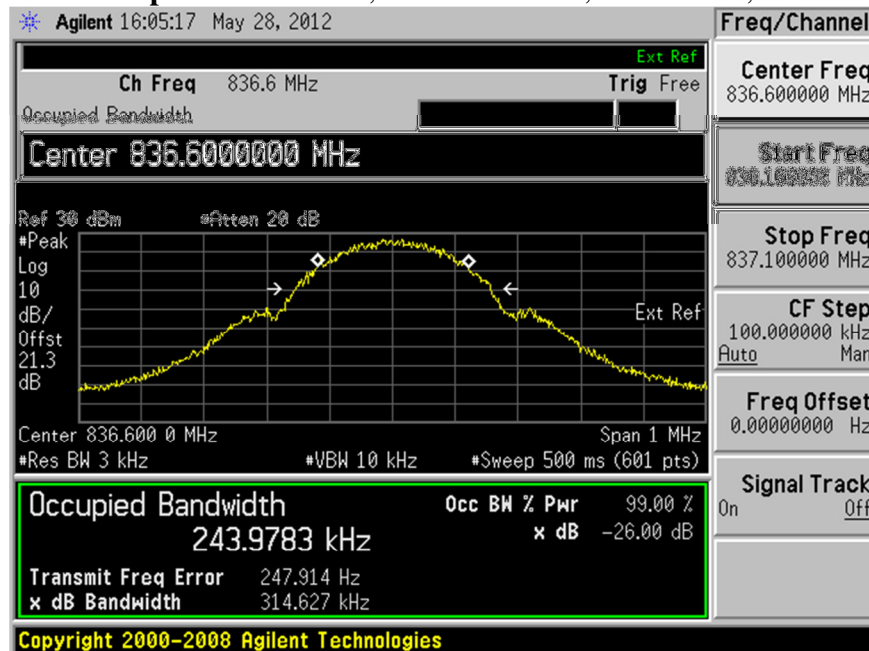 Agilent 16:05:17 May 28, 2012
Freq/Channel
Ext Ref
Ch Freq 836.6 MHz Trig Free
Occupied Bandwidth
Center 836.6000000 MHz
Ref 30 dBm #Atten 20 dB
#Peak
Log
10
dB/
Offst
21.3
dB
Ext Ref
Center 836.600 0 MHz Span 1 MHz
#Res BW 3 kHz #VBW 10 kHz #Sweep 500 ms (601 pts)
Occupied Bandwidth
243.9783 kHz
Occ BW % Pwr 99.00 %
x dB -26.00 dB
Transmit Freq Error 247.914 Hz
x dB Bandwidth 314.627 kHz
Center Freq
836.600000 MHz
Start Freq
836.100000 MHz
Stop Freq
837.100000 MHz
CF Step
100.000000 kHz
Auto Man
Freq Offset
0.00000000 Hz
Signal Track
On Off
Copyright 2000-2008 Agilent Technologies